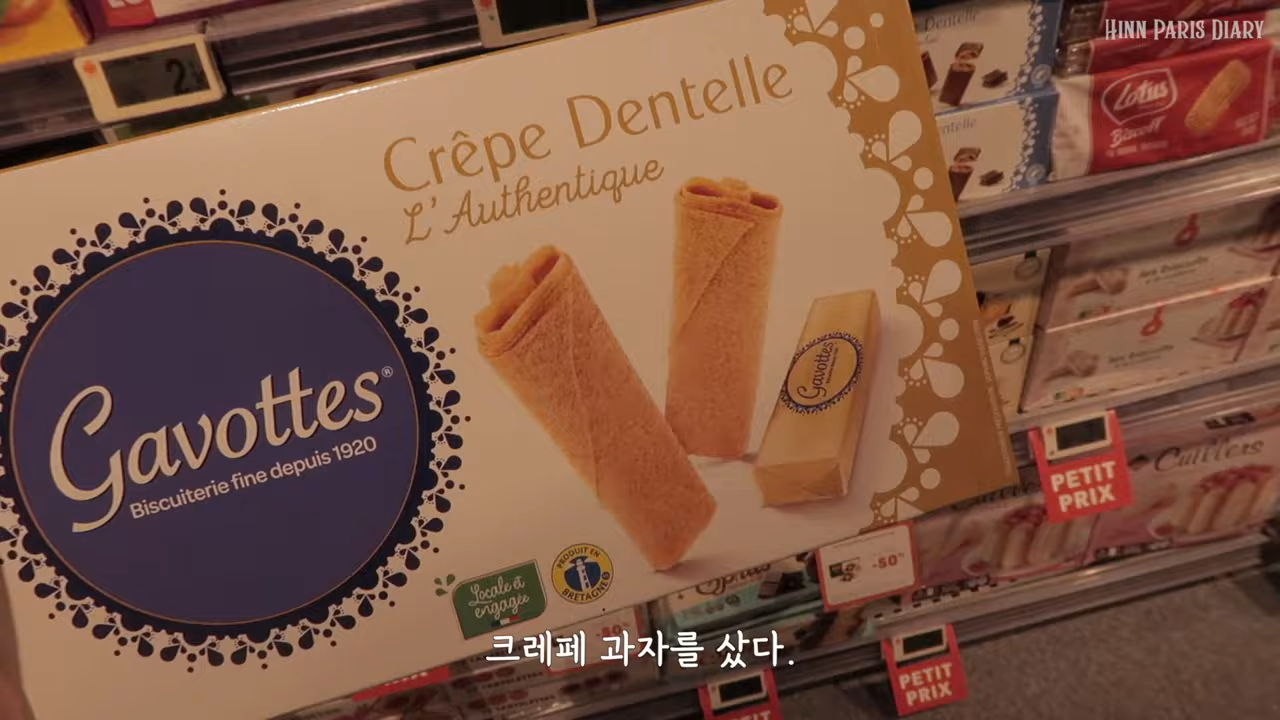 HINN PARIS DIARY
Crêpe Dentelle
L'Authentique
Gavottes®
Biscuiterie fine depuis 1920
Gavottes
Locale et
engagée
PRODUIT EN
BRETAGNE
Lotus
Biscoff
PETIT
PRIX
-50%
PETIT
PRIX
크레페 과자를 샀다.